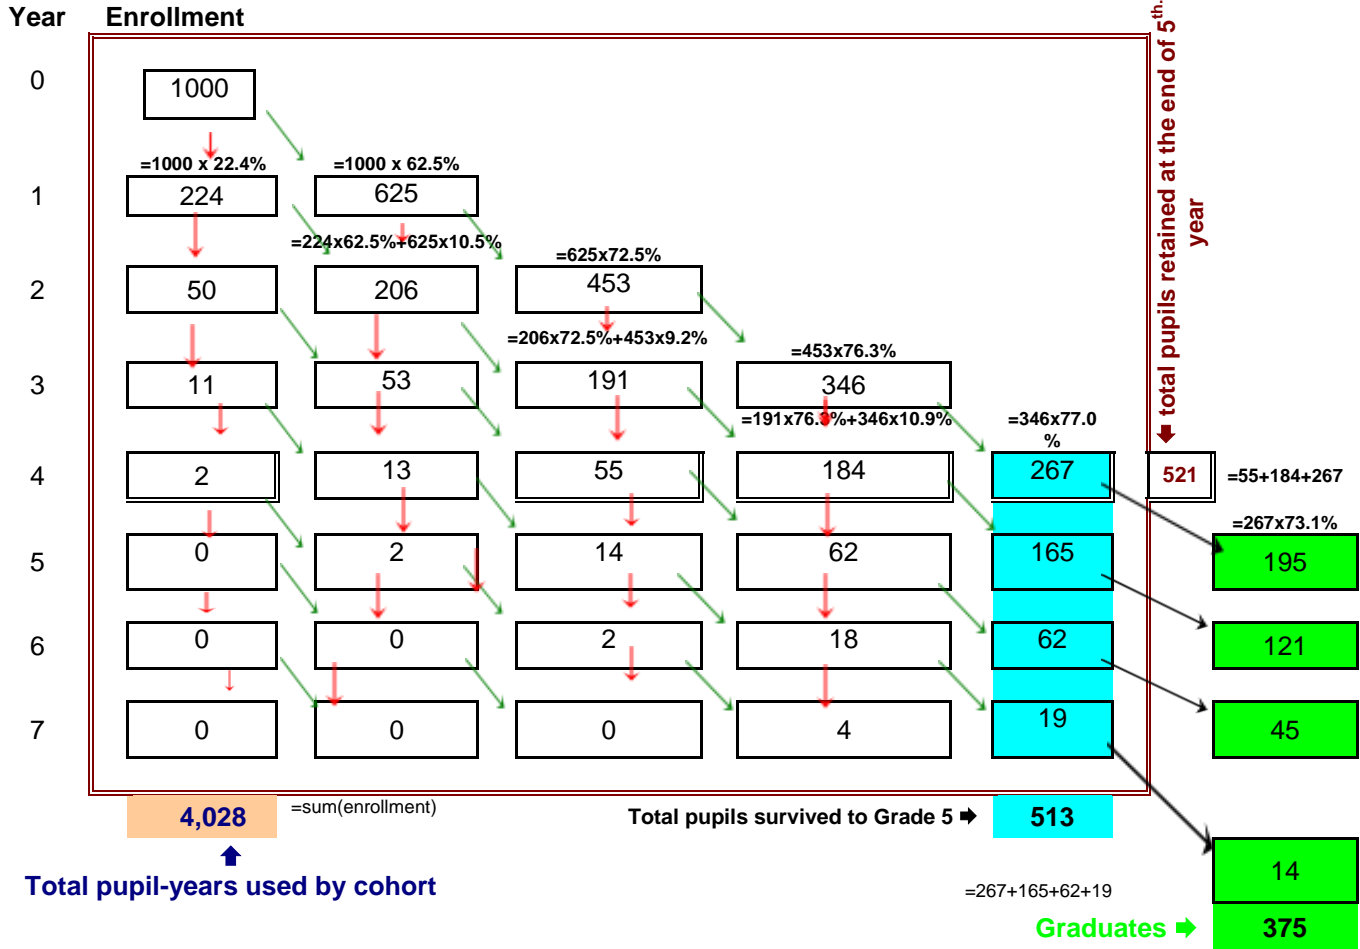 Year Enrollment
0
1000
=1000 x 22.4% =1000 x 62.5%
1 224 625
=224x62.5%+625x10.5%
=625x72.5%
2 50 206 453
=206x72.5%+453x9.2%
=453x76.3%
3 11 53 191 346
=191x76.3%+346x10.9%
=346x77.0
%
4 2 13 55 184 267 521 =55+184+267
=267x73.1%
5 0 2 14 62 165 195
6 0 0 2 18 62 121
7 0 0 0 4 19 45
total pupils retained at the end of 5th.
year
4,028 =sum(enrollment) Total pupils survived to Grade 5 513
Total pupil-years used by cohort
14
=267+165+62+19
Graduates 375